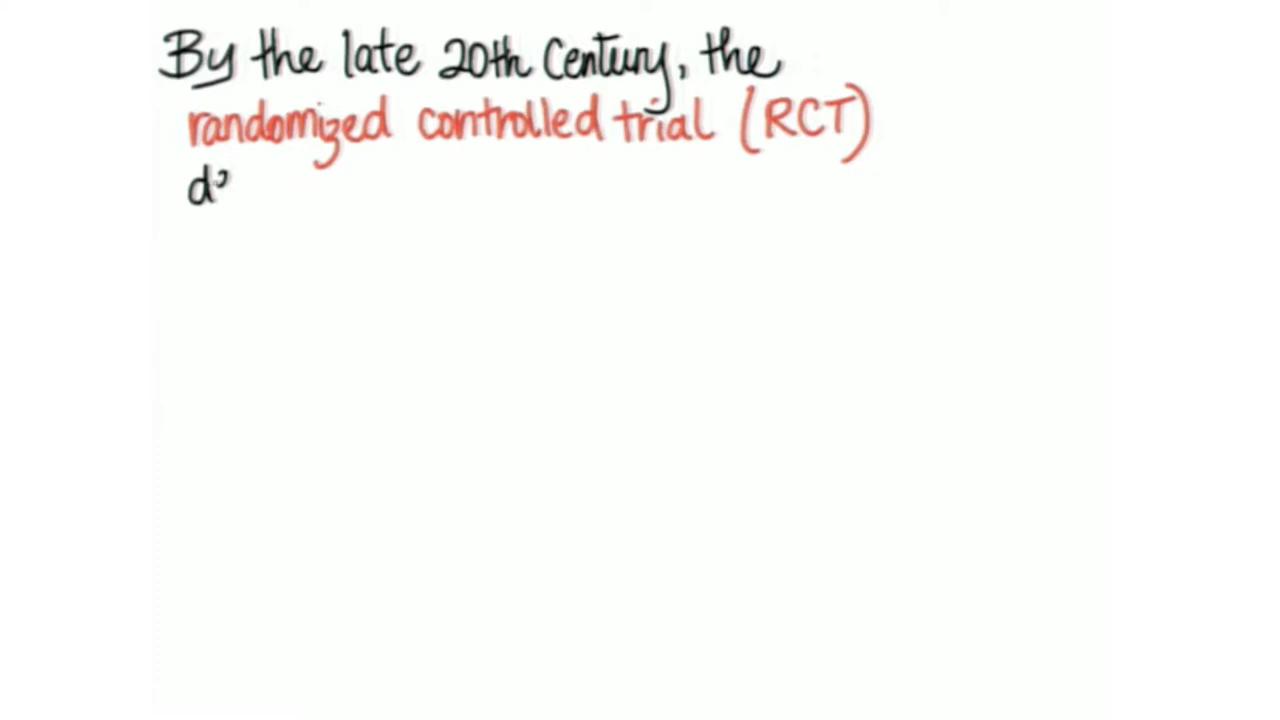 By the late 20th Century, the
randomized controlled trial (RCT)